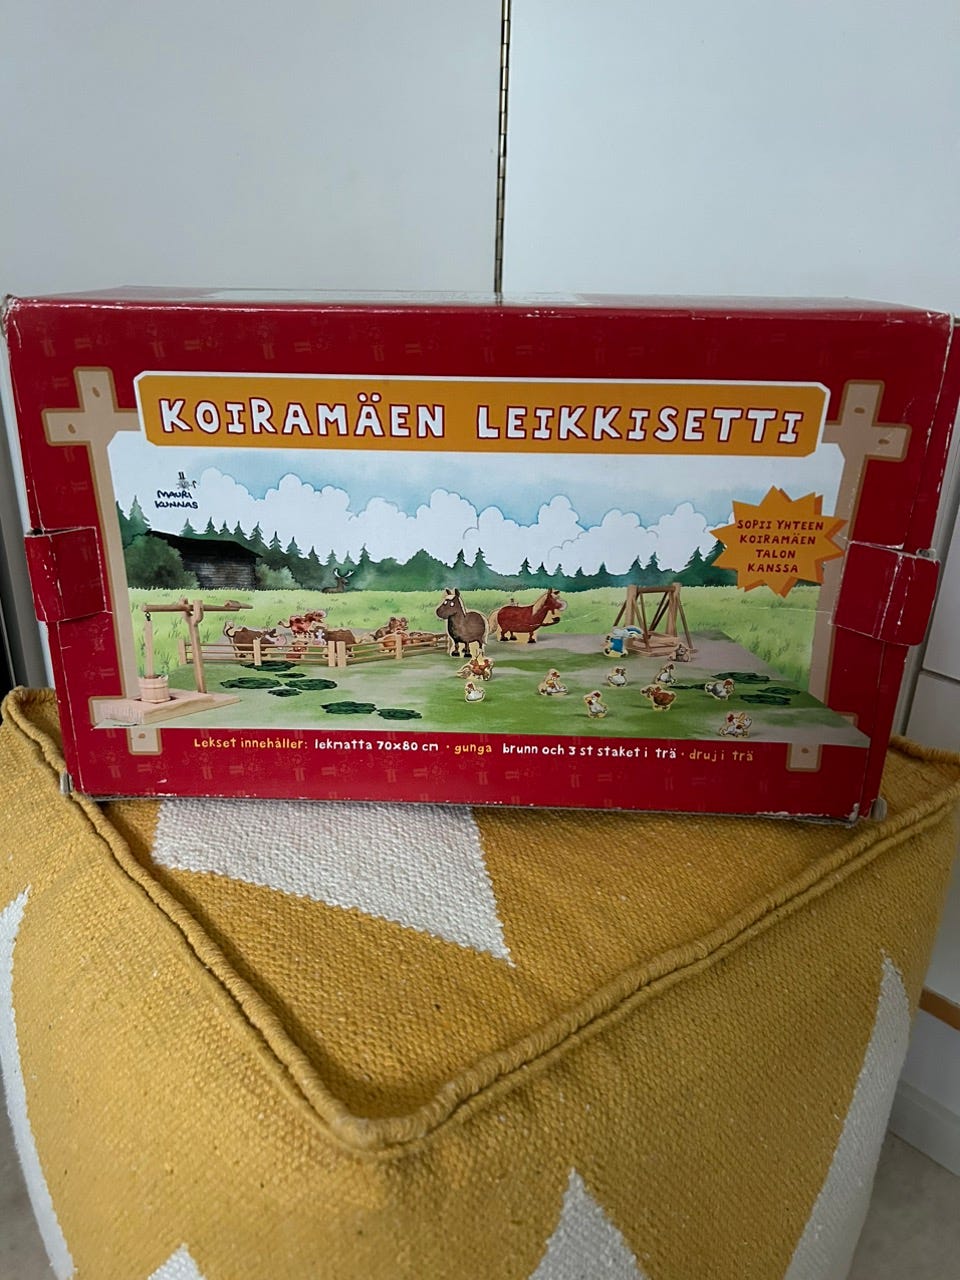 KOIRAMÄEN LEIKKISETTI
MAURI
KUNNAS
SOPII YHTEEN
KOIRAMÄEN
TALON
KANSSA
Lekset innehåller: lekmatta 70x80 cm · gunga brunn och 3 st staket i trä · druj i trä